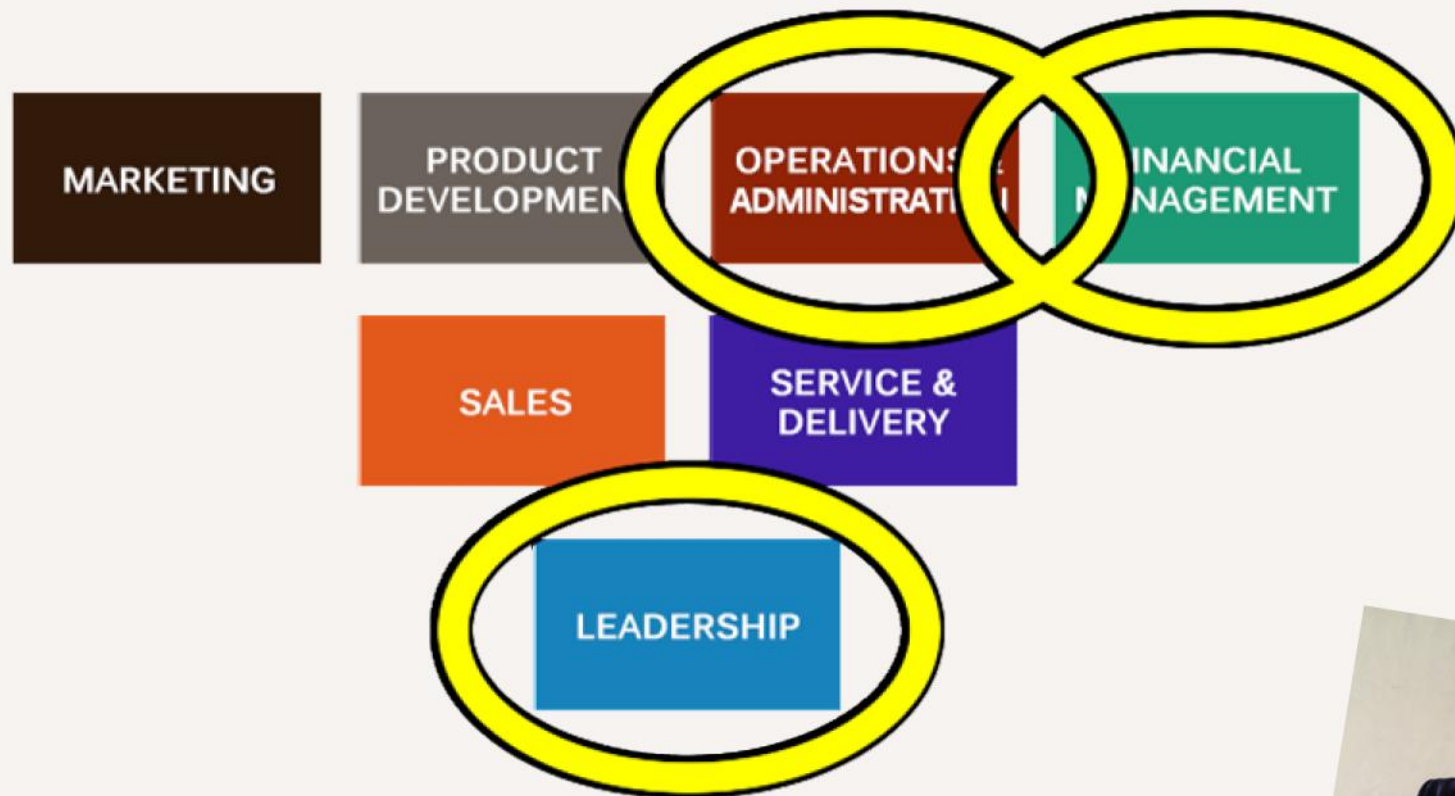 MARKETING
PRODUCT
DEVELOPMENT
OPERATIONS &
ADMINISTRATION
FINANCIAL
MANAGEMENT
SALES
SERVICE &
DELIVERY
LEADERSHIP